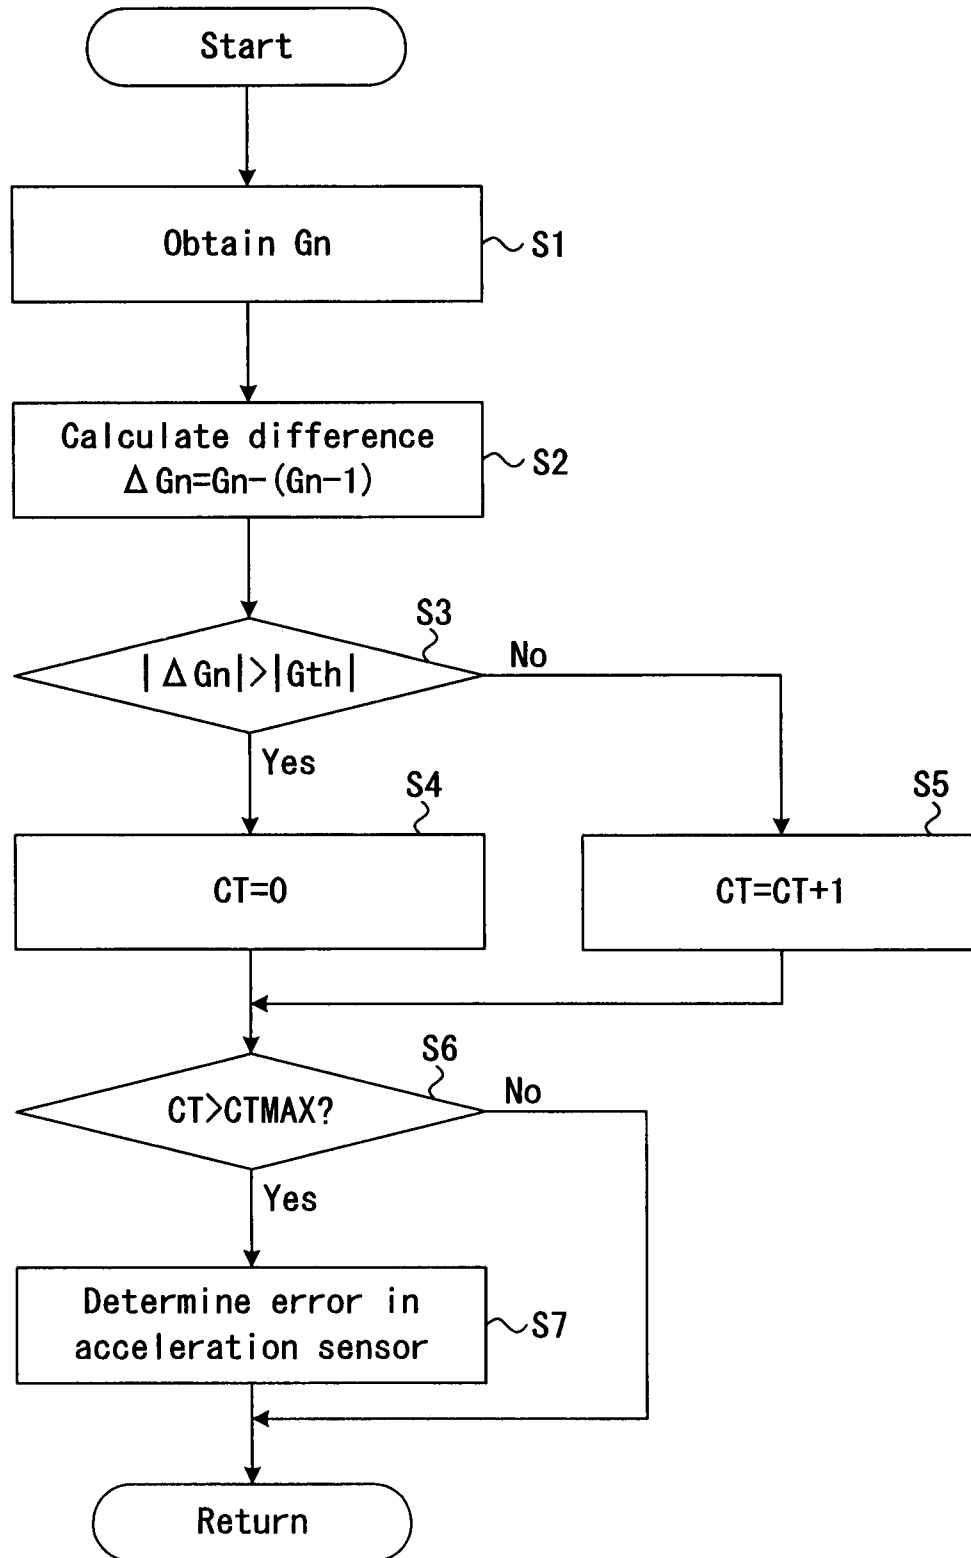 Start
Obtain Gn
S1
Calculate difference
ΔGn=Gn-(Gn-1)
S2
S3
|ΔGn|>|Gth|
No
Yes
S4
S5
CT=0
CT=CT+1
S6
CT>CTMAX?
No
Yes
Determine error in
acceleration sensor
S7
Return